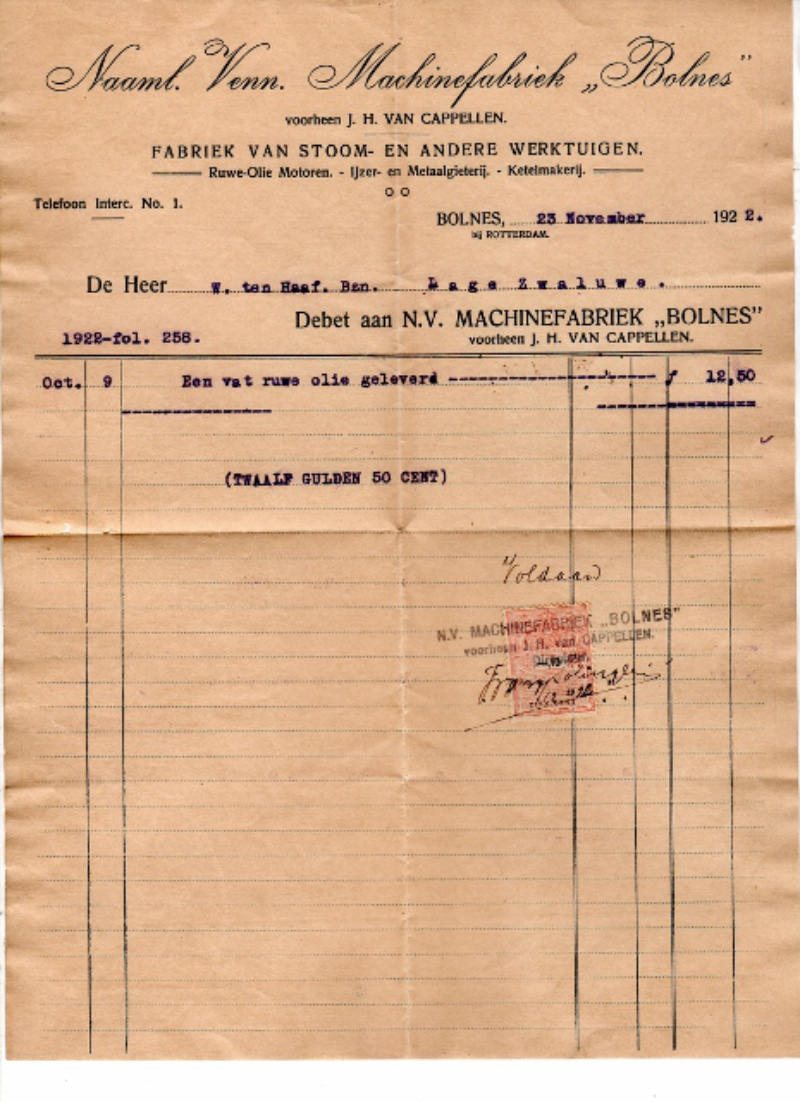 Naaml. Venn. Machinefabriek „Bolnes”
voorheen J. H. VAN CAPPELLEN.
FABRIEK VAN STOOM- EN ANDERE WERKTUIGEN.
Ruwe-Olie Motoren. - IJzer- en Metaalgieterij. - Ketelmakerij.
Telefoon Interc. No. 1.
BOLNES, 23 November 1922.
bij ROTTERDAM.
De Heer W. ten Haaf. Bzn. Lage Zwaluwe.
Debet aan N.V. MACHINEFABRIEK „BOLNES”
1922-fol. 258.
voorheen J. H. VAN CAPPELLEN.
Oct. 9 Een vat ruwe olie geleverd ƒ 12,50
(TWAALF GULDEN 50 CENT)
Voldaan
N.V. MACHINEFABRIEK „BOLNES”
voorheen J. H. van CAPPELLEN.